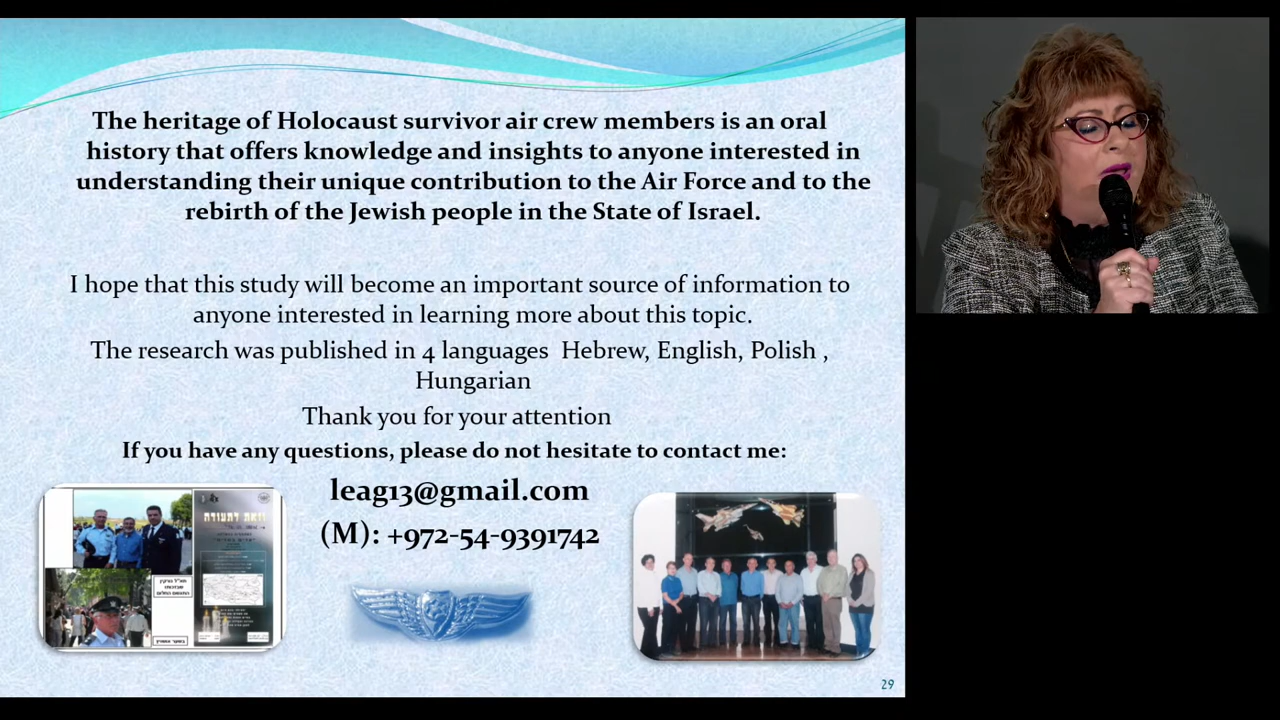 The heritage of Holocaust survivor air crew members is an oral
history that offers knowledge and insights to anyone interested in
understanding their unique contribution to the Air Force and to the
rebirth of the Jewish people in the State of Israel.
I hope that this study will become an important source of information to
anyone interested in learning more about this topic.
The research was published in 4 languages Hebrew, English, Polish ,
Hungarian
Thank you for your attention
If you have any questions, please do not hesitate to contact me:
leag13@gmail.com
(M): +972-54-9391742
וזאת לתעודת
29